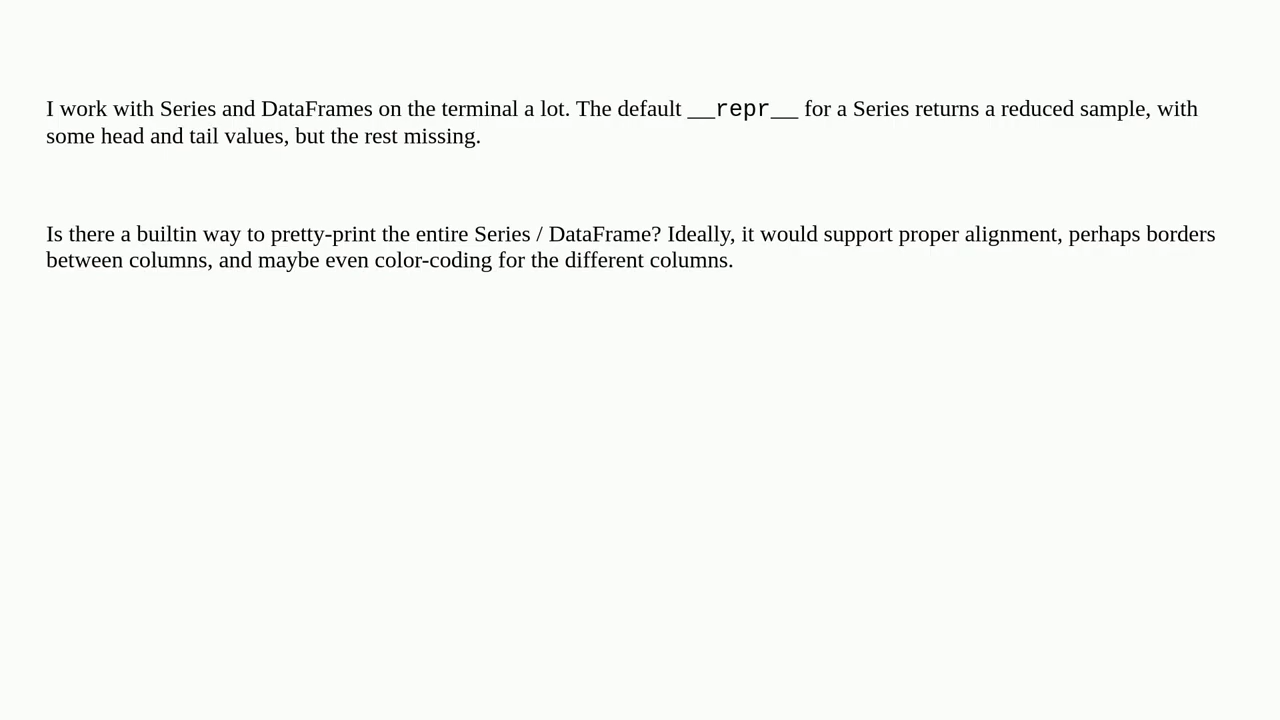 I work with Series and DataFrames on the terminal a lot. The default __repr__ for a Series returns a reduced sample, with
some head and tail values, but the rest missing.
Is there a builtin way to pretty-print the entire Series / DataFrame? Ideally, it would support proper alignment, perhaps borders
between columns, and maybe even color-coding for the different columns.